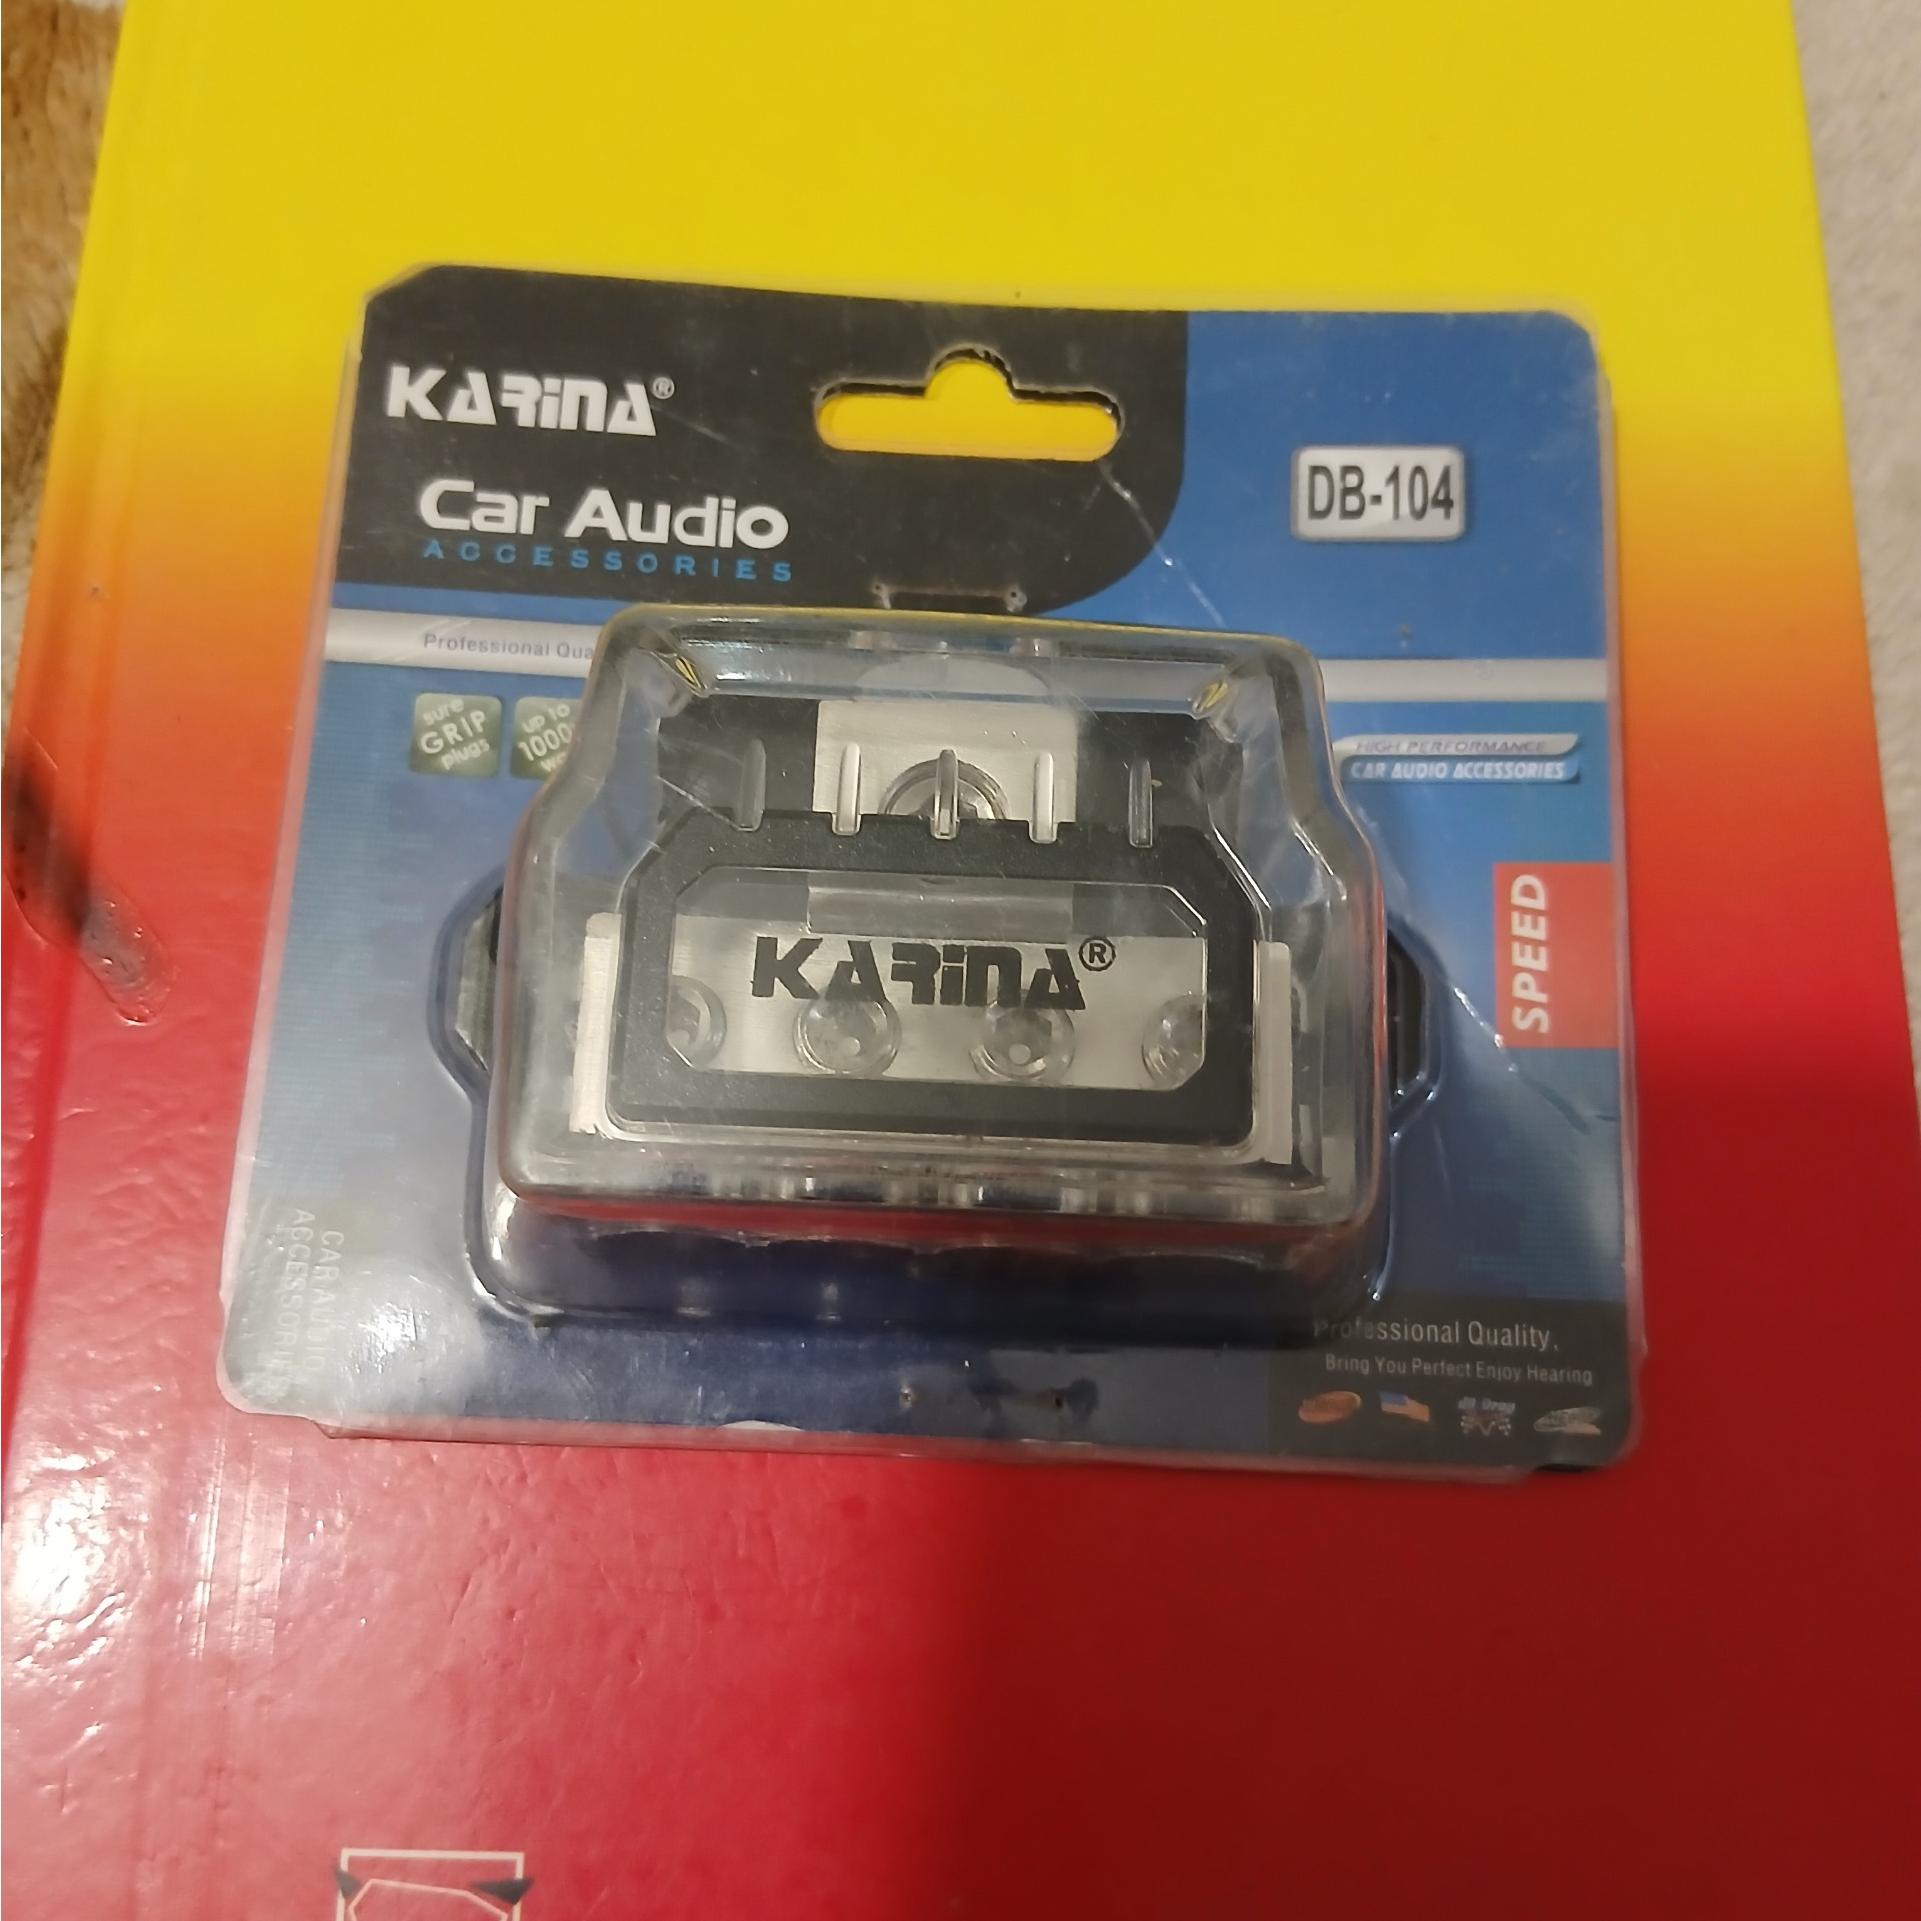 KARINA®
Car Audio
ACCESSORIES
DB-104
Professional
sure
GRIP
plugs
UP TO
HIGH PERFORMANCE
CAR AUDIO ACCESSORIES
KARINA®
SPEED
CAR AUDIO
ACCESSORIES
Professional Quality,
Bring You Perfect Enjoy Hearing